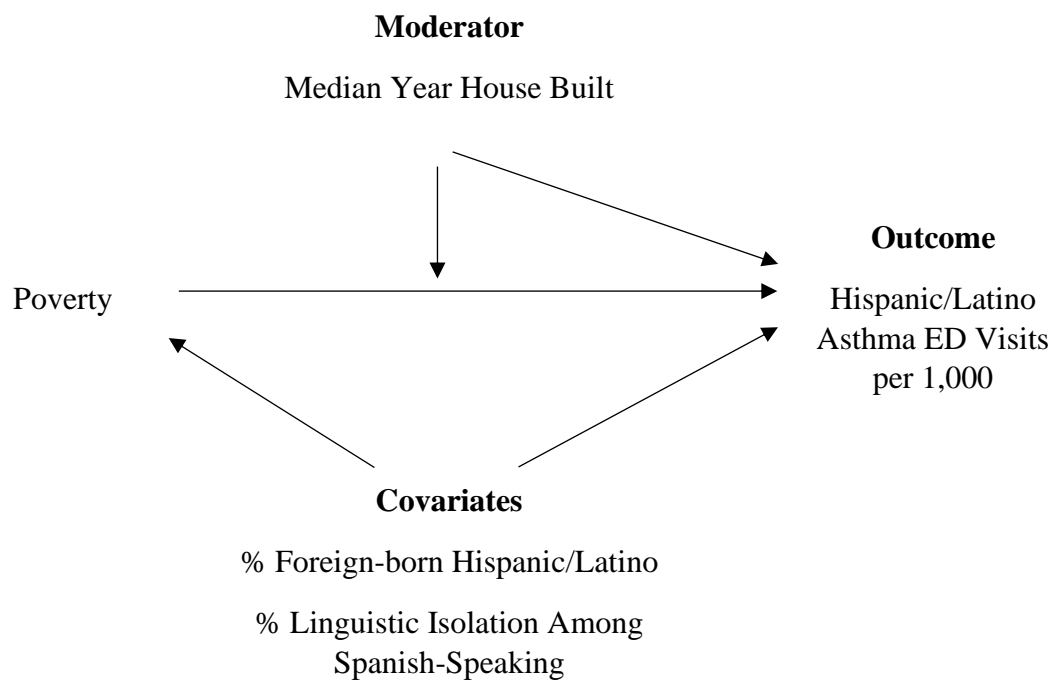 Moderator
Median Year House Built
Outcome
Poverty
Hispanic/Latino
Asthma ED Visits
per 1,000
Covariates
% Foreign-born Hispanic/Latino
% Linguistic Isolation Among
Spanish-Speaking